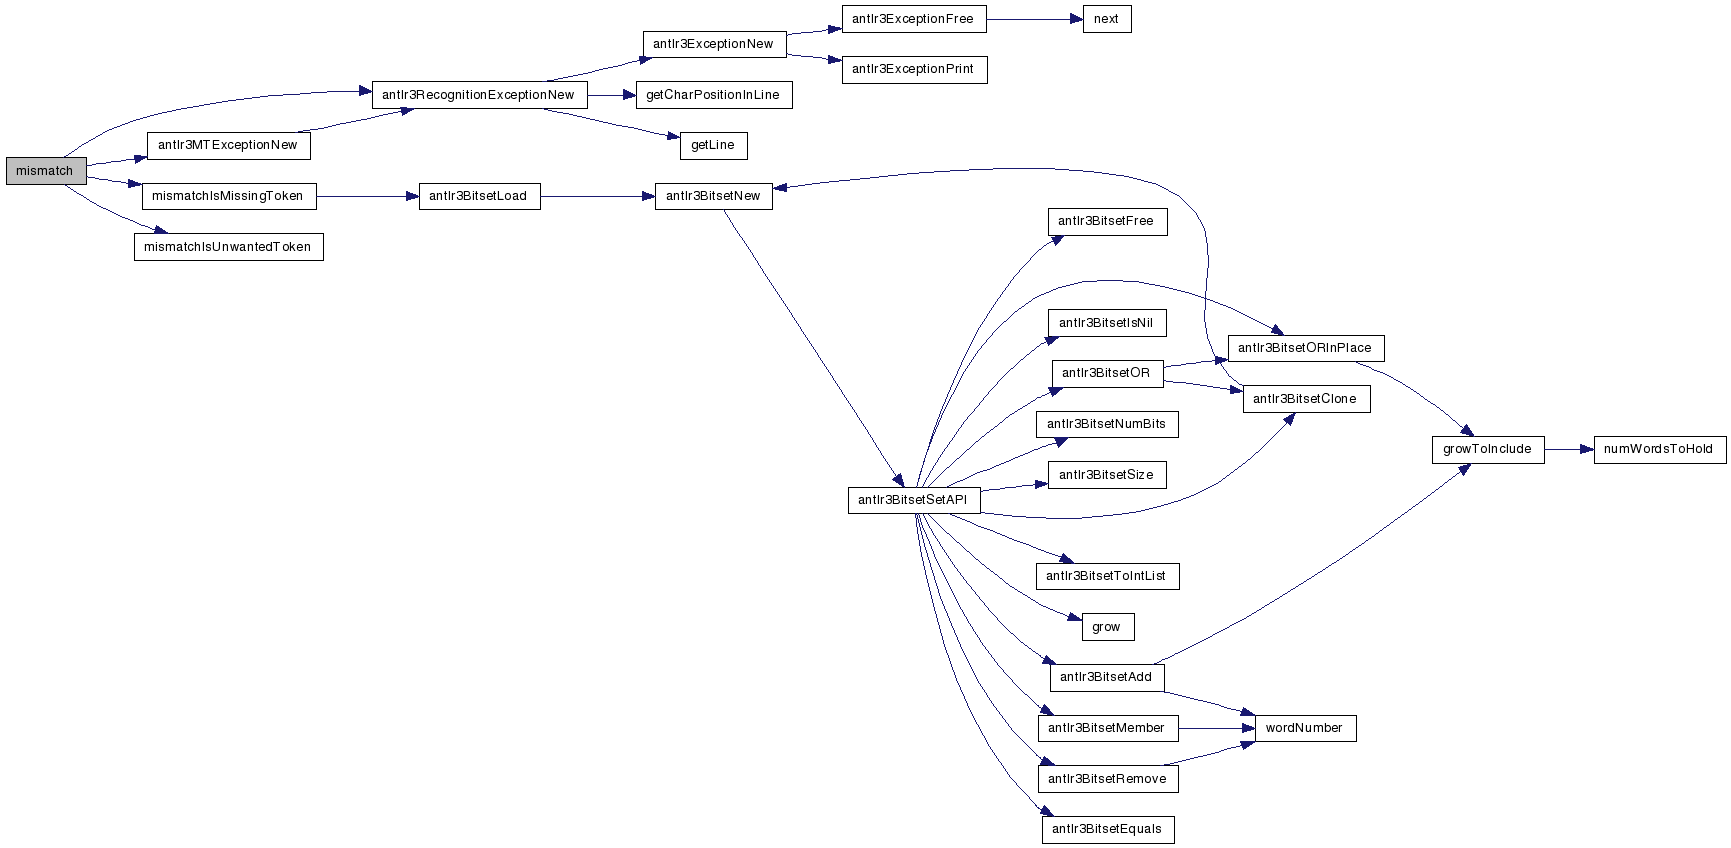 antlr3ExceptionFree
next
antlr3ExceptionNew
antlr3ExceptionPrint
antlr3RecognitionExceptionNew
getCharPositionInLine
antlr3MTExceptionNew
getLine
mismatch
mismatchIsMissingToken
antlr3BitsetLoad
antlr3BitsetNew
mismatchIsUnwantedToken
antlr3BitsetFree
antlr3BitsetIsNil
antlr3BitsetORInPlace
antlr3BitsetOR
antlr3BitsetClone
antlr3BitsetNumBits
growToInclude
numWordsToHold
antlr3BitsetSize
antlr3BitsetSetAPI
antlr3BitsetToIntList
grow
antlr3BitsetAdd
antlr3BitsetMember
wordNumber
antlr3BitsetRemove
antlr3BitsetEquals